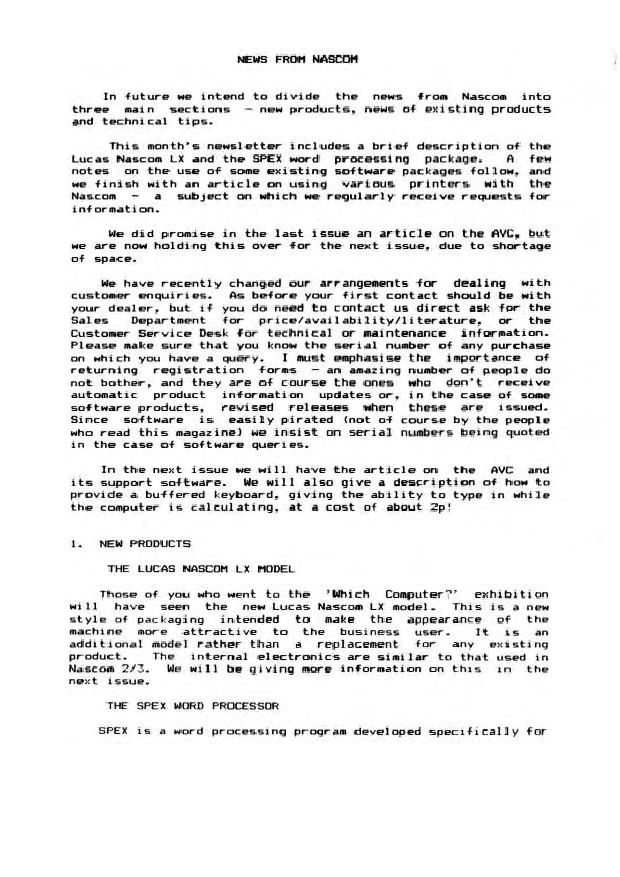 NEWS FROM NASCOM
In future we intend to divide the news from Nascom into
three main sections - new products, news of existing products
and technical tips.
This month's newsletter includes a brief description of the
Lucas Nascom LX and the SPEX word processing package. A few
notes on the use of some existing software packages follow, and
we finish with an article on using various printers with the
Nascom - a subject on which we regularly receive requests for
information.
We did promise in the last issue an article on the AVC, but
we are now holding this over for the next issue, due to shortage
of space.
We have recently changed our arrangements for dealing with
customer enquiries. As before your first contact should be with
your dealer, but if you do need to contact us direct ask for the
Sales Department for price/availability/literature, or the
Customer Service Desk for technical or maintenance information.
Please make sure that you know the serial number of any purchase
on which you have a query. I must emphasise the importance of
returning registration forms - an amazing number of people do
not bother, and they are of course the ones who don't receive
automatic product information updates or, in the case of some
software products, revised releases when these are issued.
Since software is easily pirated (not of course by the people
who read this magazine) we insist on serial numbers being quoted
in the case of software queries.
In the next issue we will have the article on the AVC and
its support software. We will also give a description of how to
provide a buffered keyboard, giving the ability to type in while
the computer is calculating, at a cost of about 2p!
1. NEW PRODUCTS
THE LUCAS NASCOM LX MODEL
Those of you who went to the 'Which Computer?' exhibition
will have seen the new Lucas Nascom LX model. This is a new
style of packaging intended to make the appearance of the
machine more attractive to the business user. It is an
additional model rather than a replacement for any existing
product. The internal electronics are similar to that used in
Nascom 2/3. We will be giving more information on this in the
next issue.
THE SPEX WORD PROCESSOR
SPEX is a word processing program developed specifically for